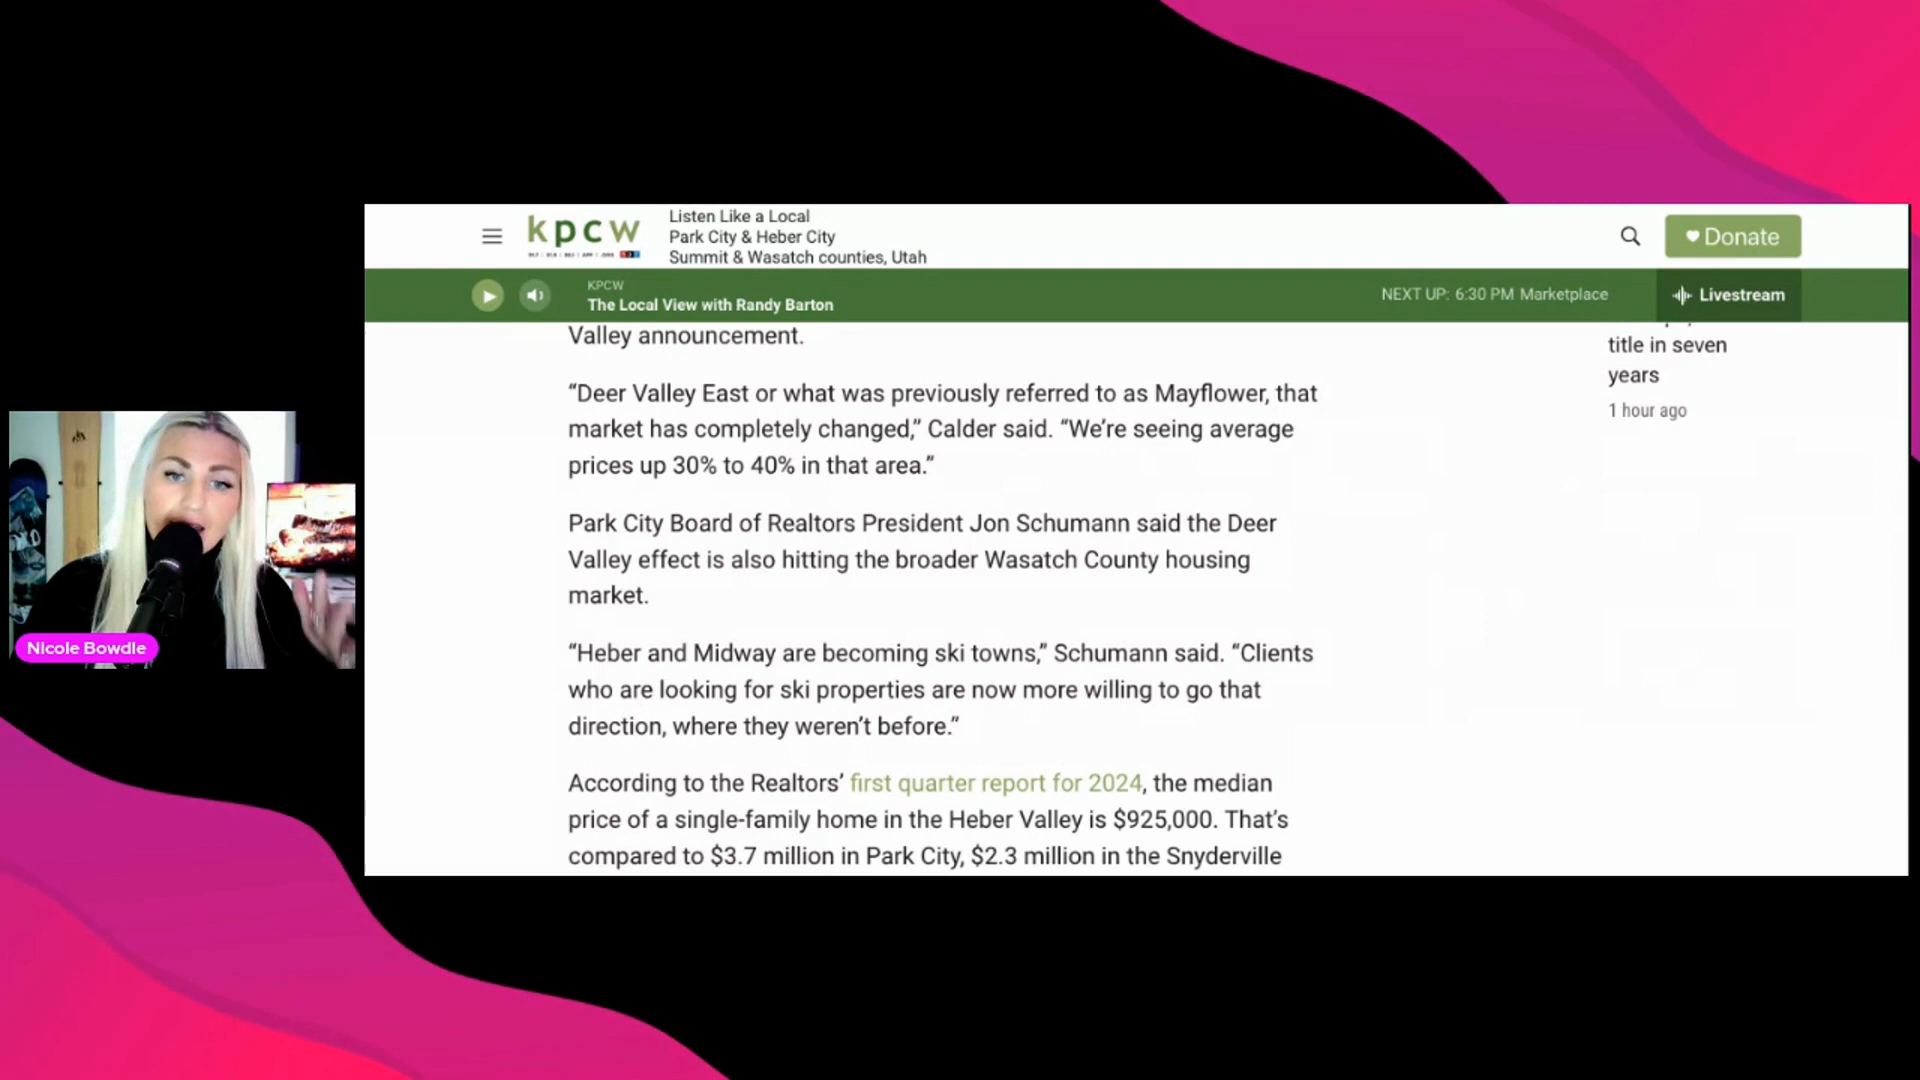 kpcw
Listen Like a Local
Park City & Heber City
Summit & Wasatch counties, Utah
Donate
KPCW
The Local View with Randy Barton
NEXT UP: 6:30 PM Marketplace
Livestream
Valley announcement.
“Deer Valley East or what was previously referred to as Mayflower, that
market has completely changed,” Calder said. “We’re seeing average
prices up 30% to 40% in that area.”
Park City Board of Realtors President Jon Schumann said the Deer
Valley effect is also hitting the broader Wasatch County housing
market.
“Heber and Midway are becoming ski towns,” Schumann said. “Clients
who are looking for ski properties are now more willing to go that
direction, where they weren’t before.”
According to the Realtors’ first quarter report for 2024, the median
price of a single-family home in the Heber Valley is $925,000. That’s
compared to $3.7 million in Park City, $2.3 million in the Snyderville
title in seven
years
1 hour ago
Nicole Bowdle